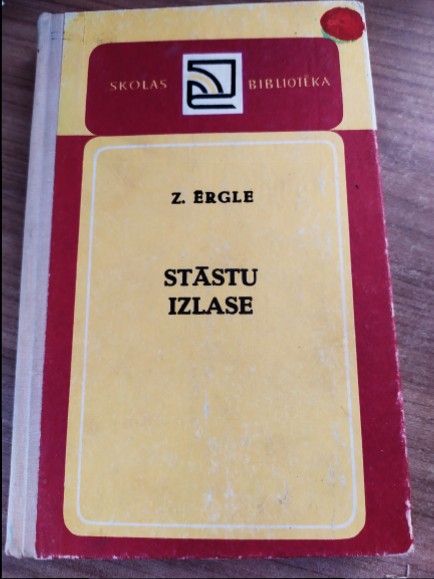 SKOLAS BIBLIOTĒKA
Z. ĒRGLE
STĀSTU
IZLASE